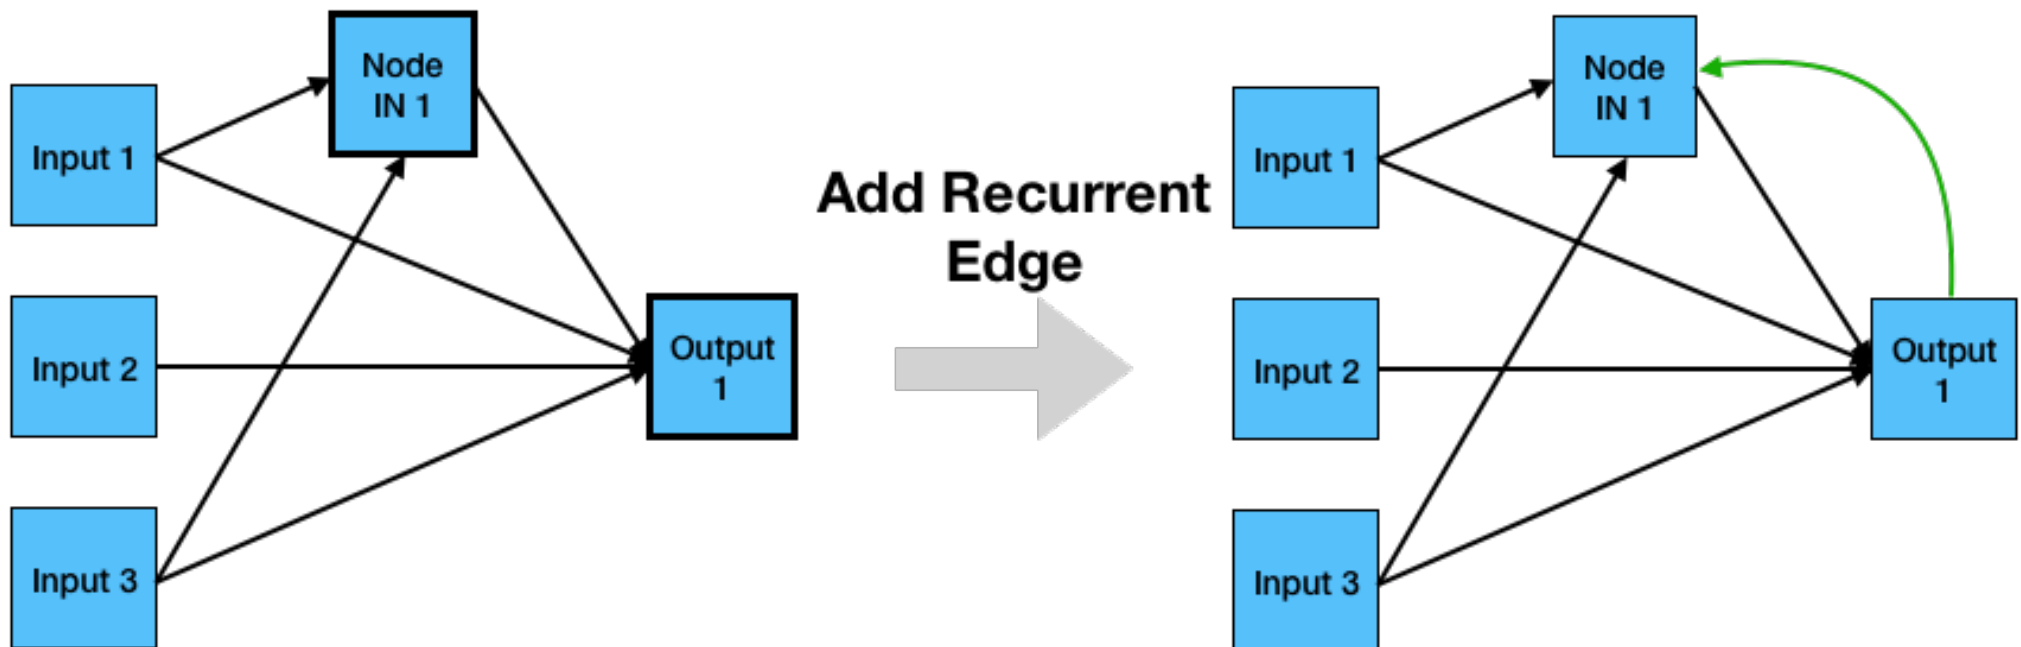 Node
IN 1
Input 1
Input 2
Input 3
Output
1
Add Recurrent
Edge
Node
IN 1
Input 1
Input 2
Input 3
Output
1